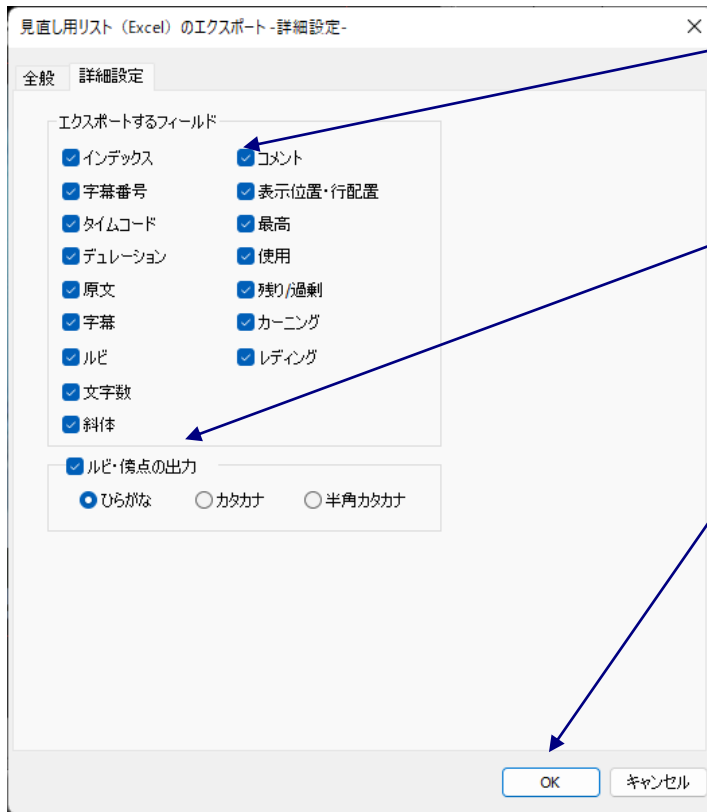 見直し用リスト（Excel）のエクスポート -詳細設定-
全般 詳細設定
エクスポートするフィールド
インデックス コメント
字幕番号 表示位置・行配置
タイムコード 最高
デュレーション 使用
原文 残り/過剰
字幕 カーニング
ルビ レディング
文字数
斜体
ルビ・傍点の出力
ひらがな カタカナ 半角カタカナ
OK キャンセル